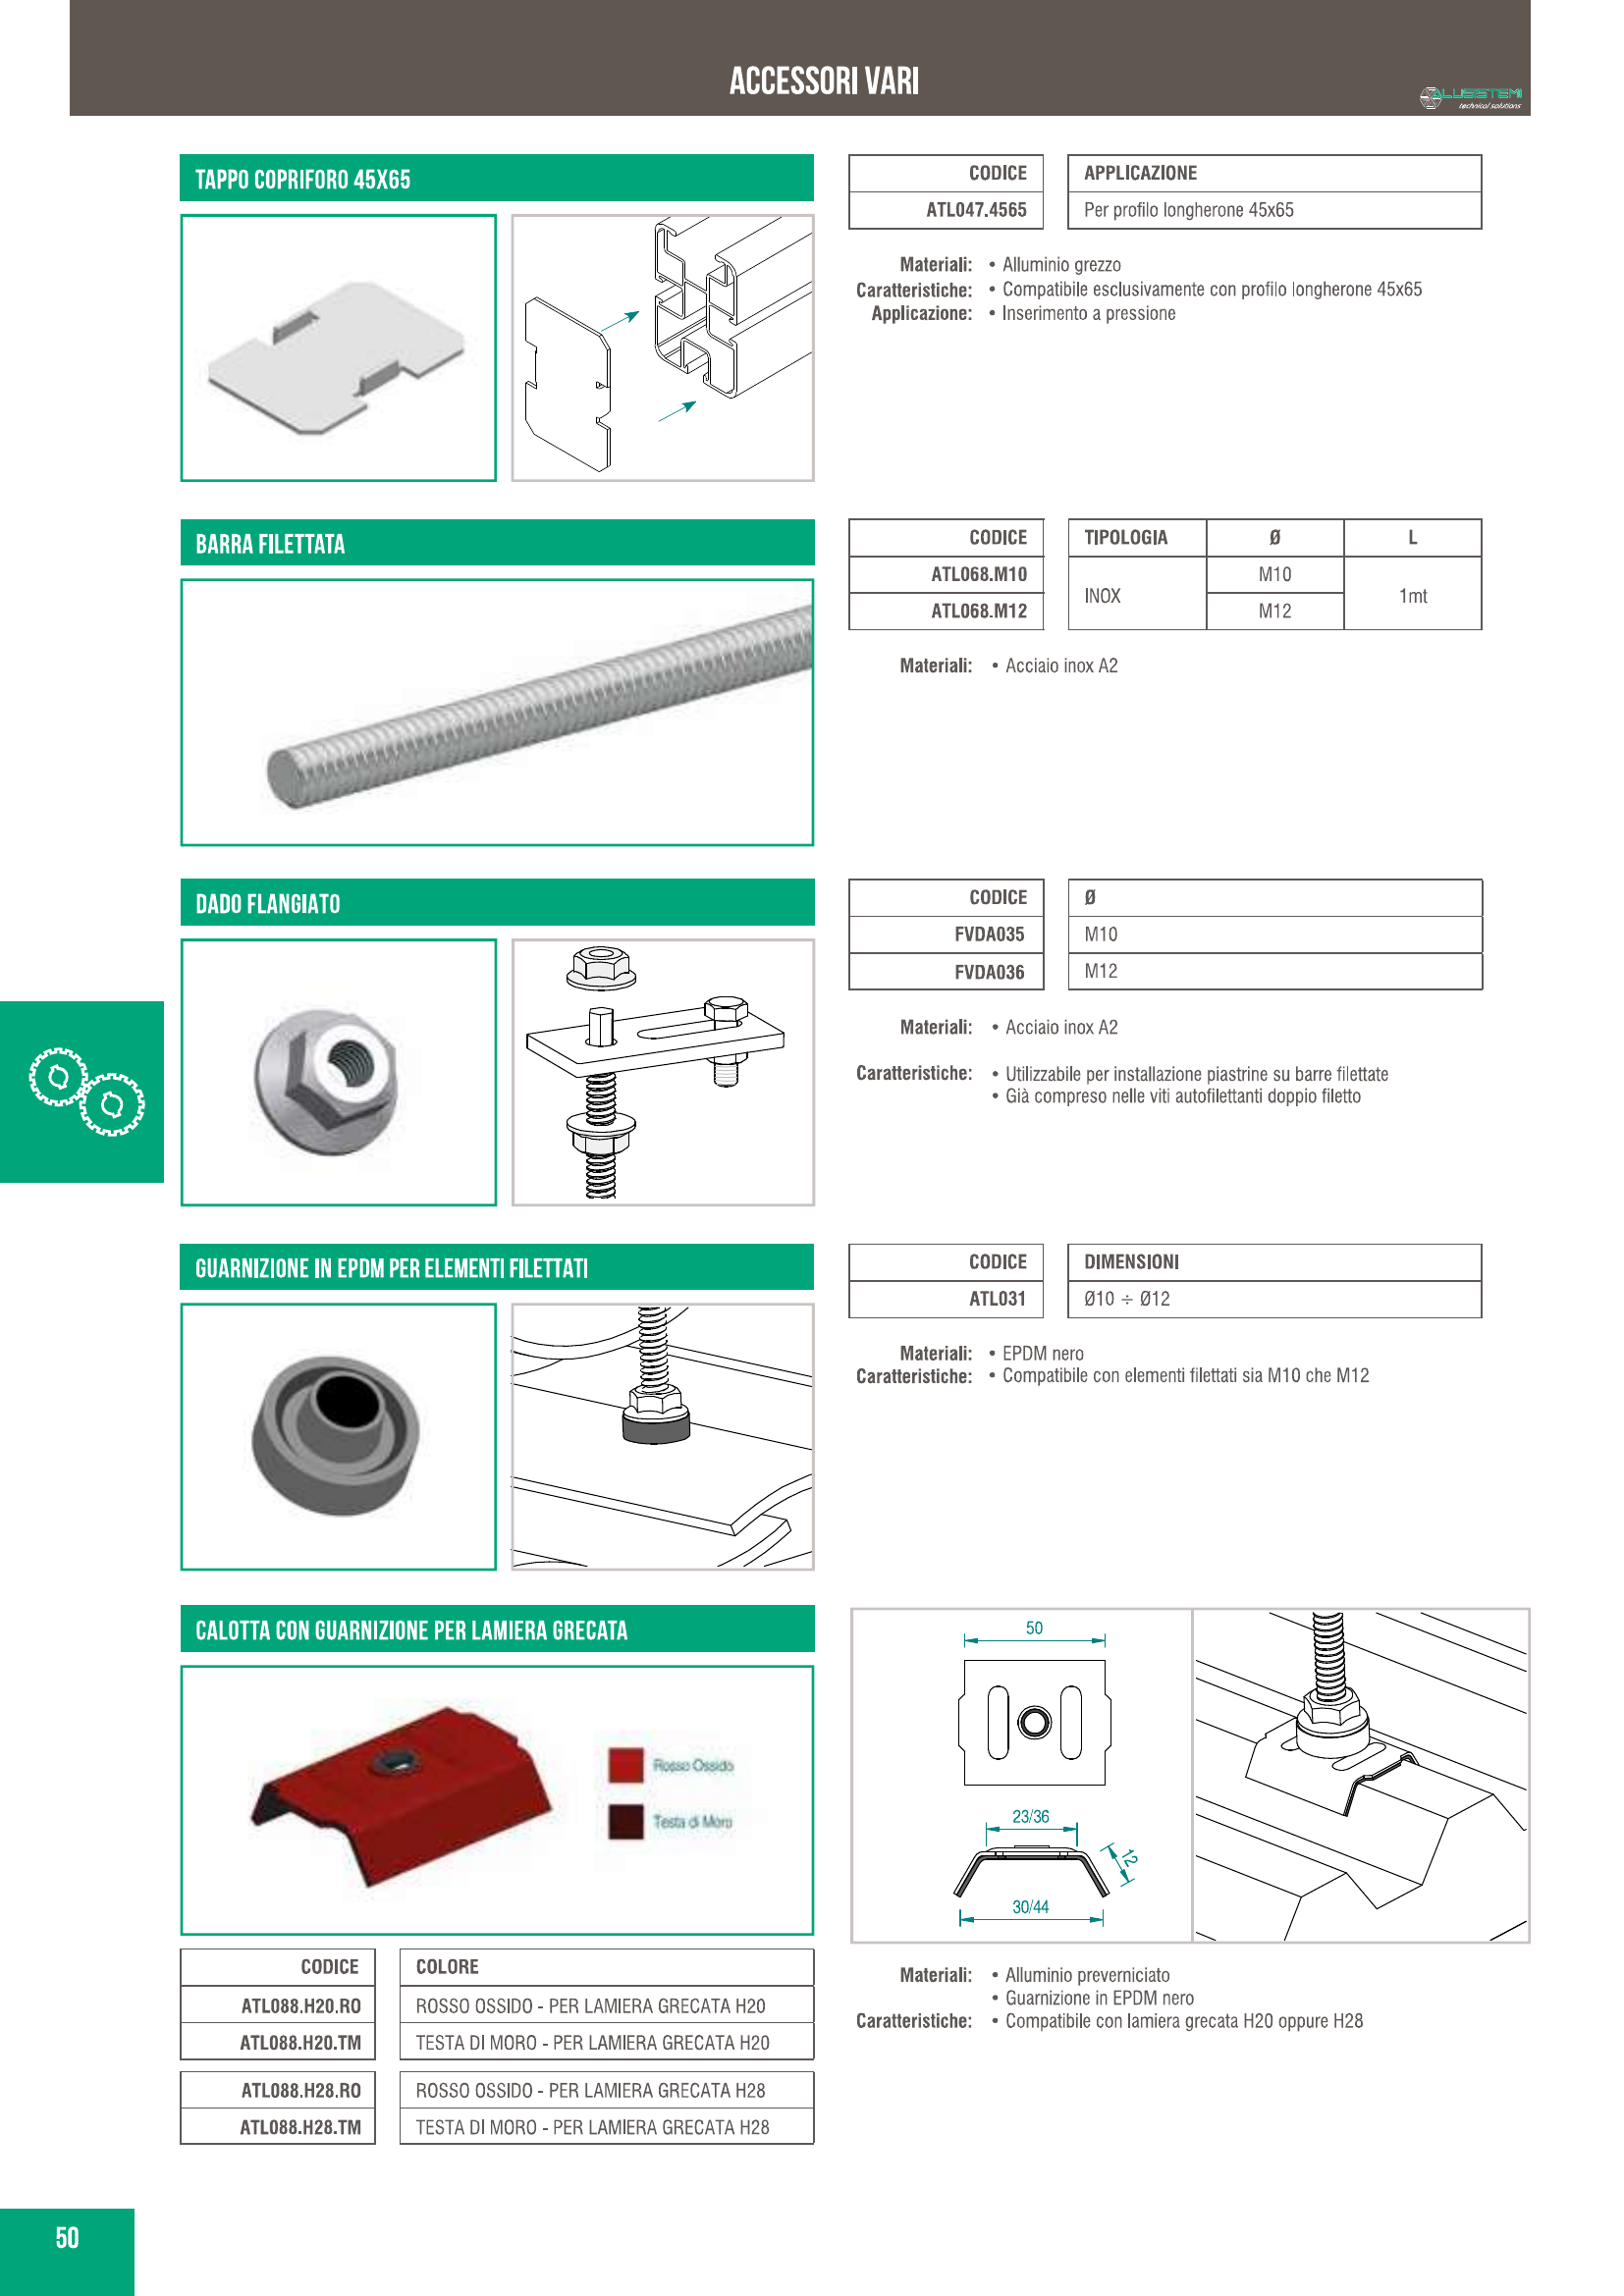 ACCESSORI VARI
ALUSISTEMI
technical solutions
TAPPO COPRIFORO 45X65
CODICE APPLICAZIONE
ATL047.4565 Per profilo longherone 45x65
Materiali: • Alluminio grezzo
Caratteristiche: • Compatibile esclusivamente con profilo longherone 45x65
Applicazione: • Inserimento a pressione
BARRA FILETTATA
CODICE TIPOLOGIA Ø L
ATL068.M10 INOX M10 1mt
ATL068.M12 M12
Materiali: • Acciaio inox A2
DADO FLANGIATO
CODICE Ø
FVDA035 M10
FVDA036 M12
Materiali: • Acciaio inox A2
Caratteristiche: • Utilizzabile per installazione piastrine su barre filettate
• Già compreso nelle viti autofilettanti doppio filetto
GUARNIZIONE IN EPDM PER ELEMENTI FILETTATI
CODICE DIMENSIONI
ATL031 Ø10 ÷ Ø12
Materiali: • EPDM nero
Caratteristiche: • Compatibile con elementi filettati sia M10 che M12
CALOTTA CON GUARNIZIONE PER LAMIERA GRECATA
Rosso Ossido
Testa di Moro
50
23/36
12
30/44
CODICE COLORE
ATL088.H20.RO ROSSO OSSIDO - PER LAMIERA GRECATA H20
ATL088.H20.TM TESTA DI MORO - PER LAMIERA GRECATA H20
ATL088.H28.RO ROSSO OSSIDO - PER LAMIERA GRECATA H28
ATL088.H28.TM TESTA DI MORO - PER LAMIERA GRECATA H28
Materiali: • Alluminio preverniciato
• Guarnizione in EPDM nero
Caratteristiche: • Compatibile con lamiera grecata H20 oppure H28
50